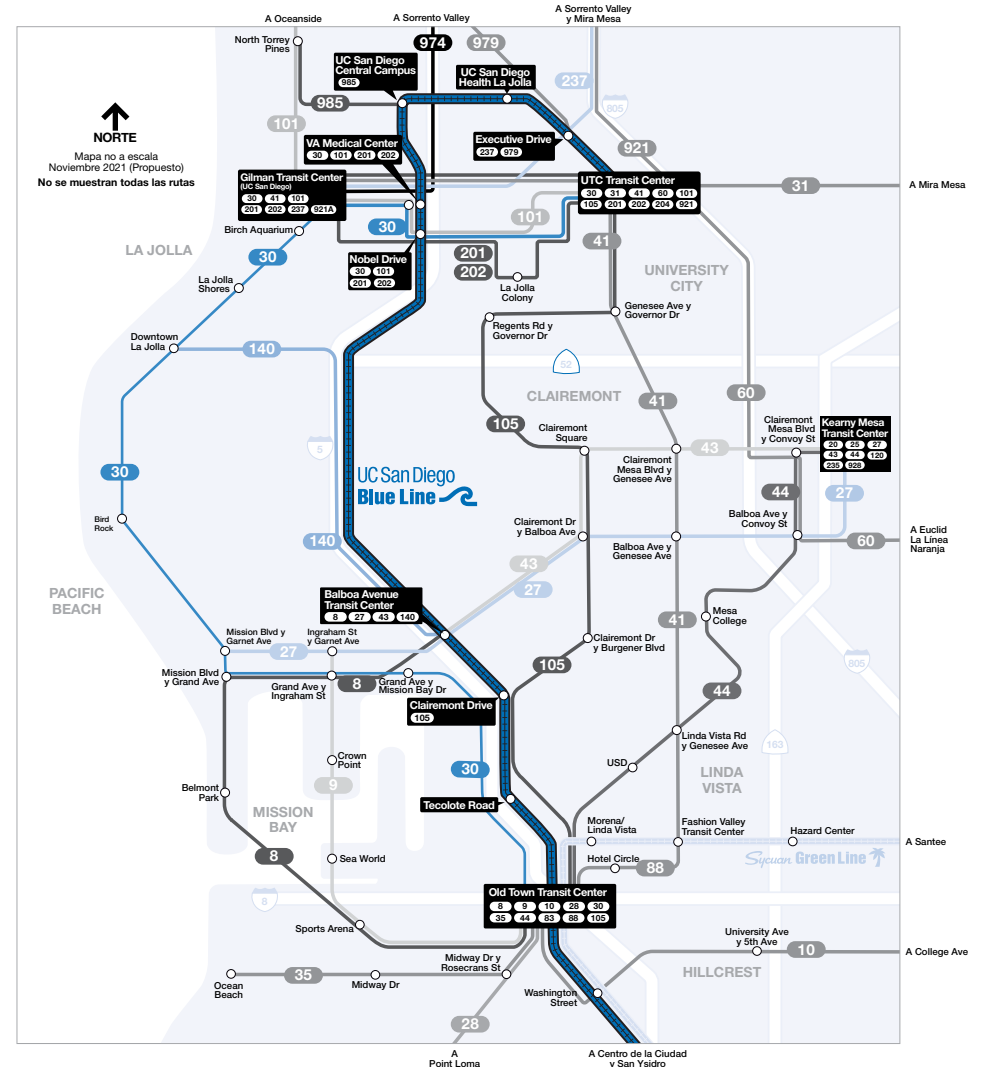 A Oceanside
A Sorrento Valley
A Sorrento Valley
y Mira Mesa
North Torrey
Pines
974
979
237
805
UC San Diego
Central Campus
985
UC San Diego
Health La Jolla
985
NORTE
Mapa no a escala
Noviembre 2021 (Propuesto)
No se muestran todas las rutas
101
VA Medical Center
30 101 201 202
Executive Drive
237 979
921
Gilman Transit Center
(UC San Diego)
30 41 101
201 202 237 921A
UTC Transit Center
30 31 41 60 101
105 201 202 204 921
31
A Mira Mesa
Birch Aquarium
30
101
LA JOLLA
30
201
202
41
Nobel Drive
30 101
201 202
La Jolla
Colony
UNIVERSITY
CITY
La Jolla
Shores
Genesee Ave y
Governor Dr
Regents Rd y
Governor Dr
Downtown
La Jolla
140
52
CLAIREMONT
41
60
105
Clairemont
Square
Clairemont
Mesa Blvd
y Convoy St
Kearny Mesa
Transit Center
20 25 27
43 44 120
235 928
5
43
Clairemont
Mesa Blvd y
Genesee Ave
30
UC San Diego
Blue Line
44
27
Bird
Rock
Clairemont Dr
y Balboa Ave
Balboa Ave y
Convoy St
140
Balboa Ave y
Genesee Ave
60
A Euclid
La Línea
Naranja
43
27
PACIFIC
BEACH
Balboa Avenue
Transit Center
8 27 43 140
41
Mesa
College
Mission Blvd y
Garnet Ave
Ingraham St
y Garnet Ave
27
Clairemont Dr
y Burgener Blvd
805
Mission Blvd
y Grand Ave
Grand Ave y
Ingraham St
8
Grand Ave y
Mission Bay Dr
105
44
Clairemont Drive
105
Linda Vista Rd
y Genesee Ave
163
Crown
Point
30
USD
LINDA
VISTA
9
Belmont
Park
MISSION
BAY
Tecolote Road
Morena/
Linda Vista
Fashion Valley
Transit Center
Hazard Center
A Santee
8
Sea World
Hotel Circle
88
Sycuan Green Line
8
Old Town Transit Center
8 9 10 28 30
35 44 83 88 105
Sports Arena
University Ave
y 5th Ave
10
A College Ave
Midway Dr y
Rosecrans St
35
Ocean
Beach
Midway Dr
HILLCREST
Washington
Street
28
A
Point Loma
A Centro de la Ciudad
y San Ysidro